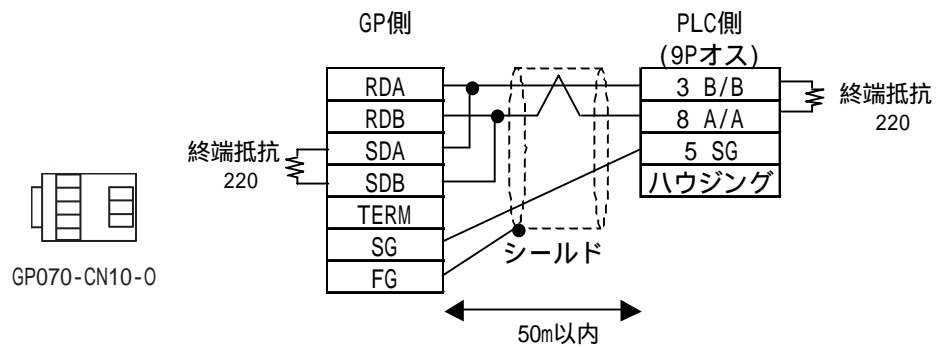 GP側
PLC側
(9Pオス)
RDA
RDB
SDA
SDB
TERM
SG
FG
3 B/B
8 A/A
5 SG
ハウジング
終端抵抗
220
終端抵抗
220
シールド
50m以内
GP070-CN10-O